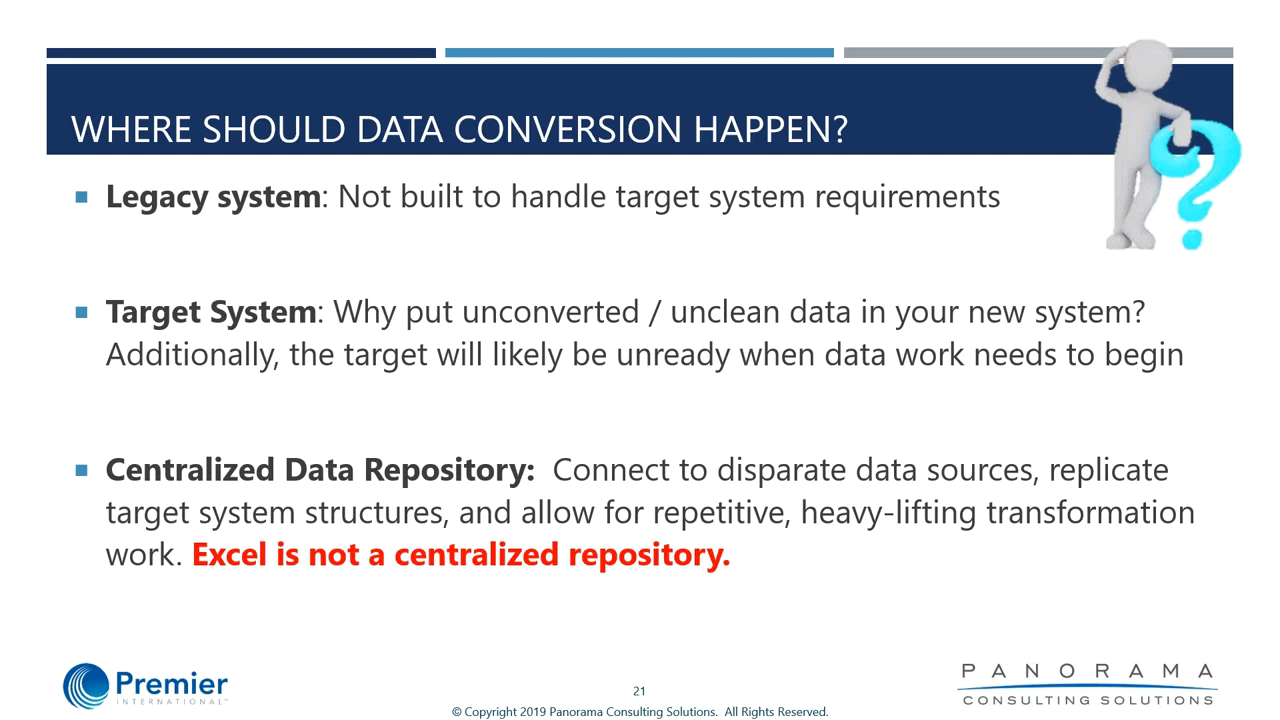 WHERE SHOULD DATA CONVERSION HAPPEN?
Legacy system: Not built to handle target system requirements
Target System: Why put unconverted / unclean data in your new system?
Additionally, the target will likely be unready when data work needs to begin
Centralized Data Repository: Connect to disparate data sources, replicate
target system structures, and allow for repetitive, heavy-lifting transformation
work. Excel is not a centralized repository.
Premier
INTERNATIONAL™
21
© Copyright 2019 Panorama Consulting Solutions. All Rights Reserved.
PANORAMA
CONSULTING SOLUTIONS